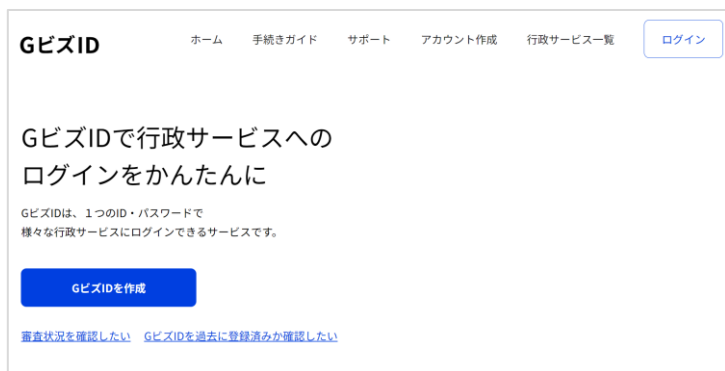 GビズID
ホーム 手続きガイド サポート アカウント作成 行政サービス一覧 ログイン
GビズIDで行政サービスへの
ログインをかんたんに
GビズIDは、１つのID・パスワードで
様々な行政サービスにログインできるサービスです。
GビズIDを作成
審査状況を確認したい GビズIDを過去に登録済みか確認したい